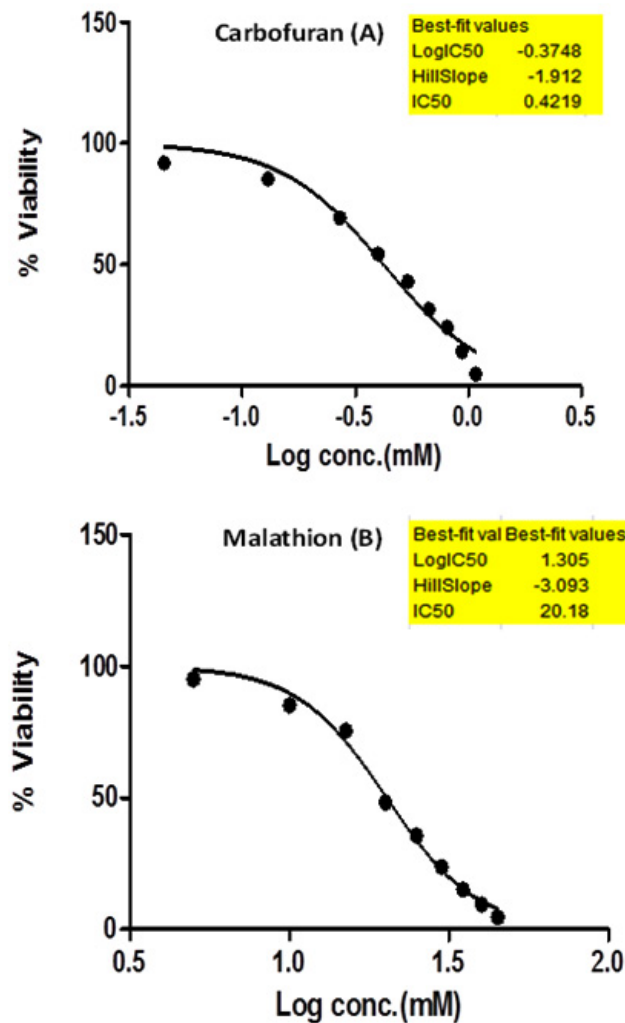 Carbofuran (A)
Best-fit values
LogIC50 -0.3748
HillSlope -1.912
IC50 0.4219
150
100
50
0
% Viability
-1.5 -1.0 -0.5 0.0 0.5
Log conc.(mM)
Malathion (B)
Best-fit val Best-fit values
LogIC50 1.305
HillSlope -3.093
IC50 20.18
150
100
50
0
% Viability
0.5 1.0 1.5 2.0
Log conc.(mM)